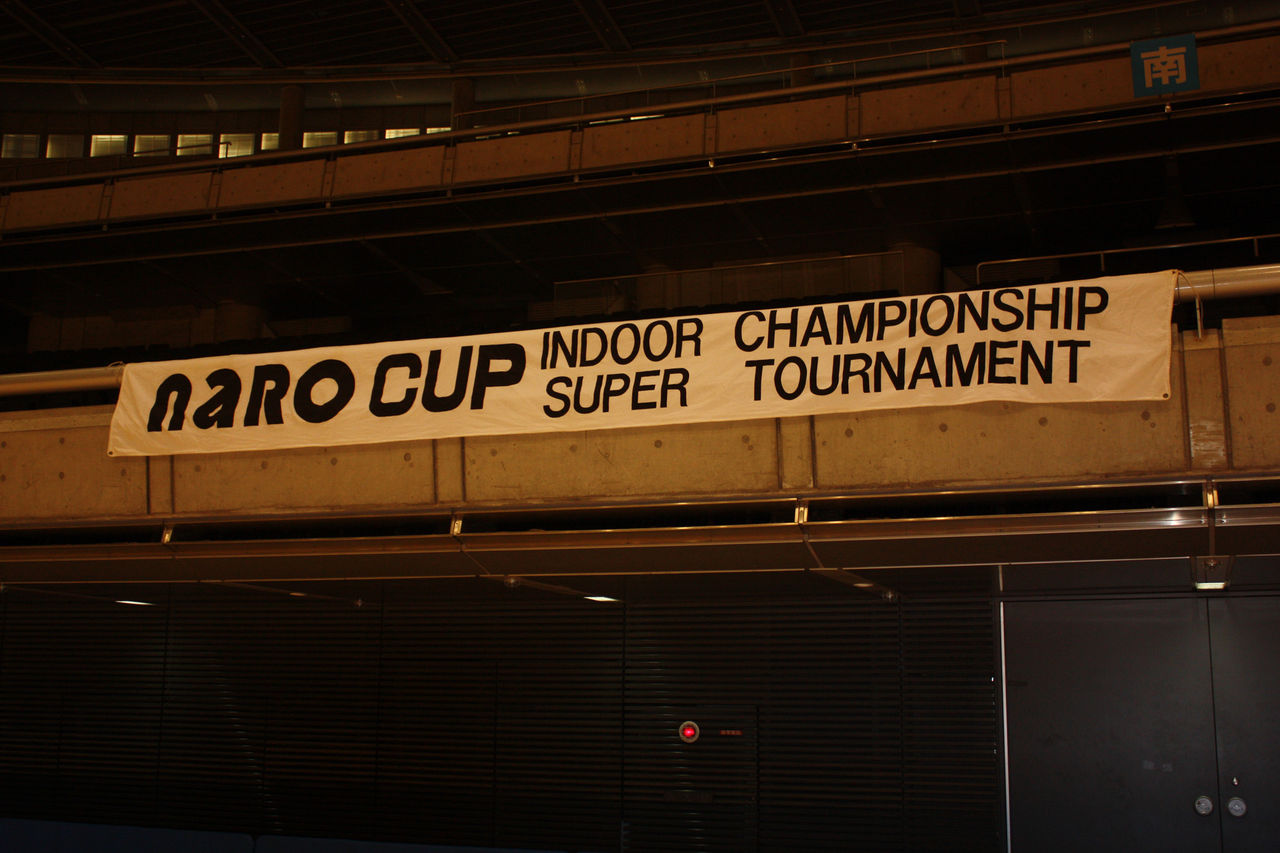 南
naRO CUP
INDOOR CHAMPIONSHIP
SUPER TOURNAMENT